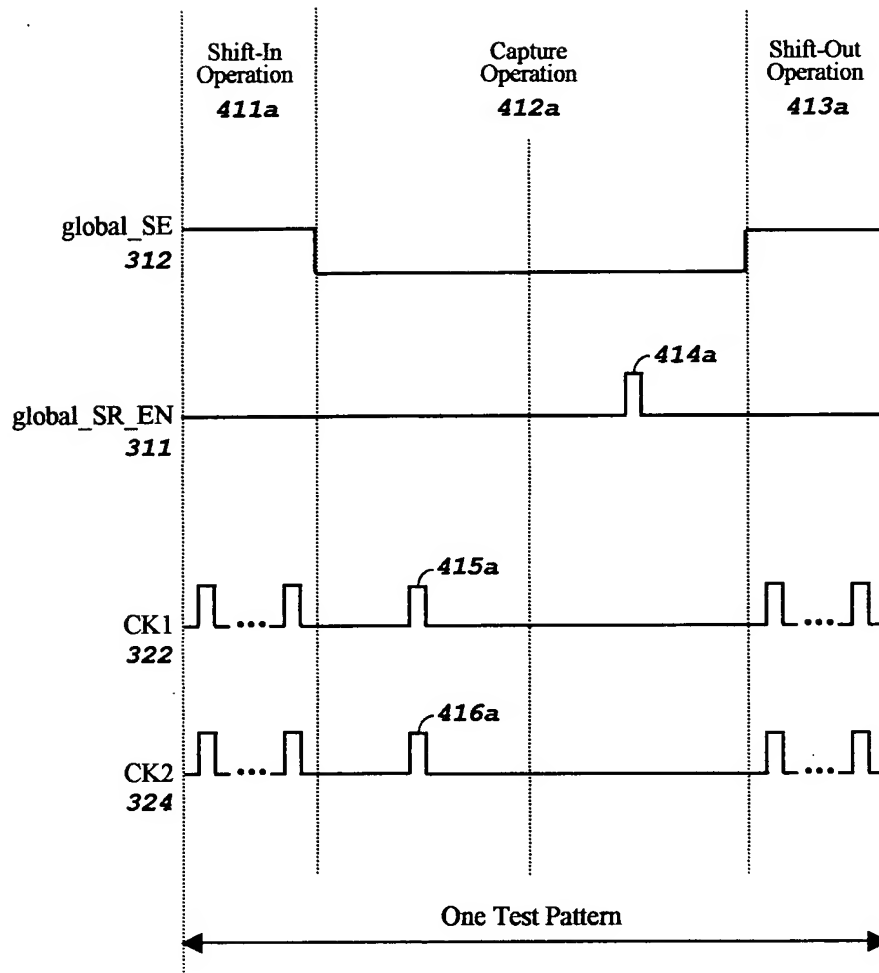 Shift-In
Operation
411a
Capture
Operation
412a
Shift-Out
Operation
413a
global_SE
312
414a
global_SR_EN
311
415a
CK1
322
416a
CK2
324
One Test Pattern